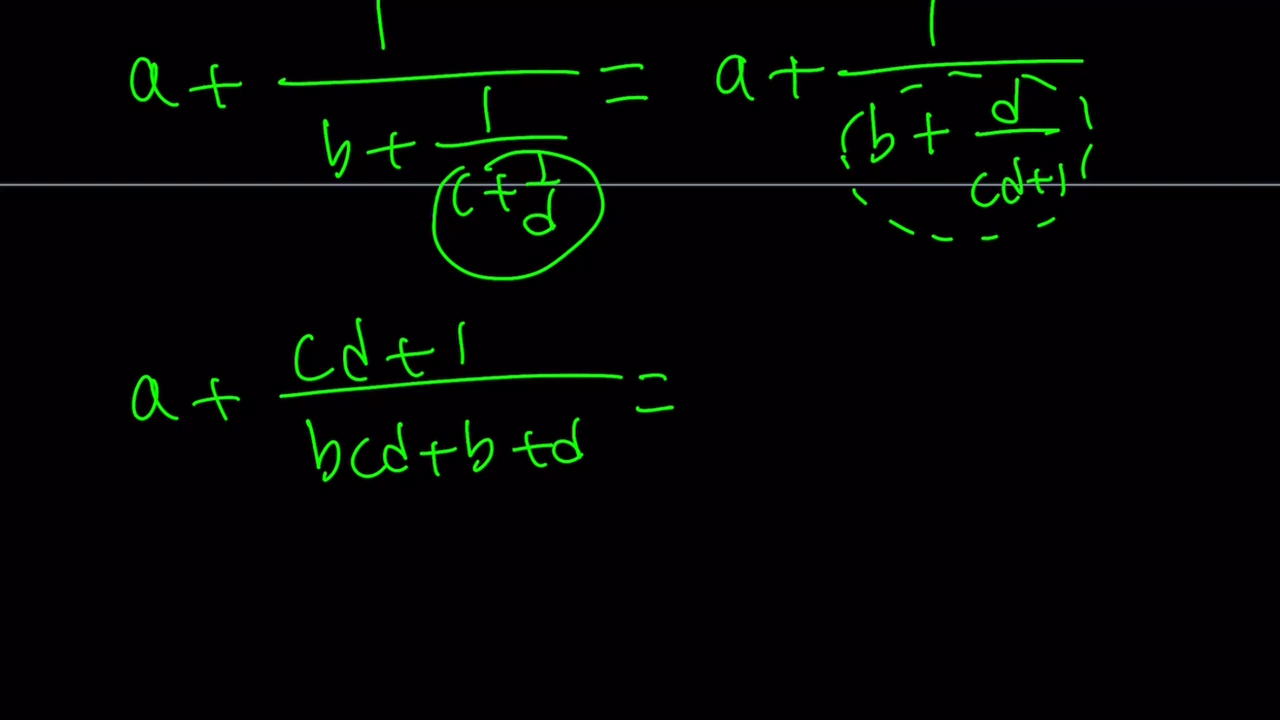 a + 1/(b + 1/(c + 1/d)) = a + 1/(b + d/(cd+1))
a + (cd+1)/(bcd+b+d) =